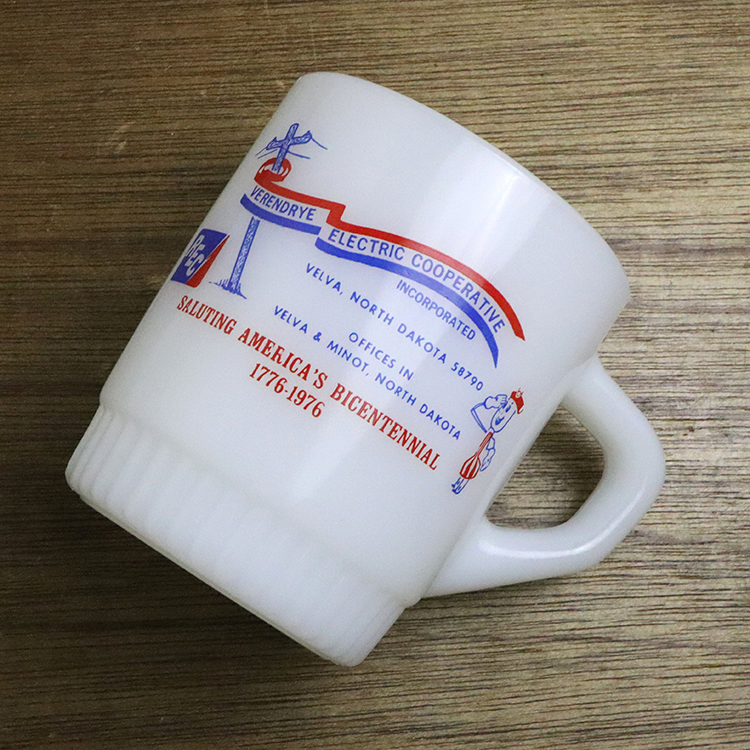 VERENDRYE
ELECTRIC COOPERATIVE
INCORPORATED
VELVA, NORTH DAKOTA 58790
OFFICES IN
VELVA & MINOT, NORTH DAKOTA
REC
SALUTING AMERICA'S BICENTENNIAL
1776-1976